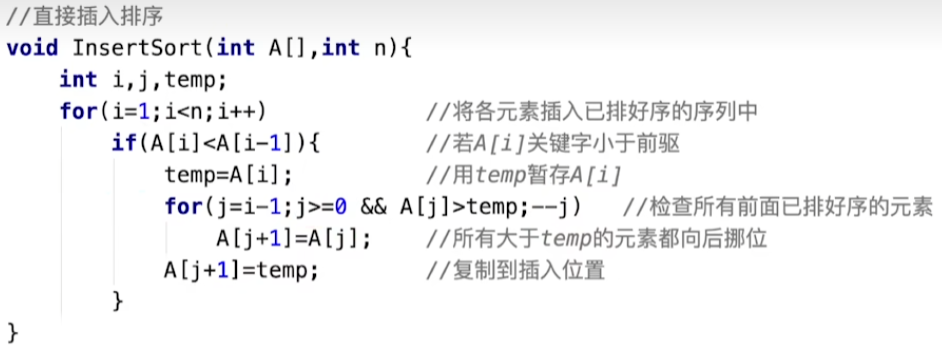 //直接插入排序
void InsertSort(int A[],int n){
    int i,j,temp;
    for(i=1;i<n;i++)            //将各元素插入已排好序的序列中
        if(A[i]<A[i-1]){        //若A[i]关键字小于前驱
            temp=A[i];          //用temp暂存A[i]
            for(j=i-1;j>=0 && A[j]>temp;--j)   //检查所有前面已排好序的元素
                A[j+1]=A[j];    //所有大于temp的元素都向后挪位
            A[j+1]=temp;        //复制到插入位置
        }
}